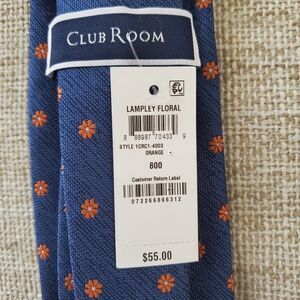 CLUB ROOM
LAMPLEY FLORAL
8 88987 70433 9
STYLE 1CRC1-4003
ORANGE
800
Customer Return Label
072266896312
$55.00